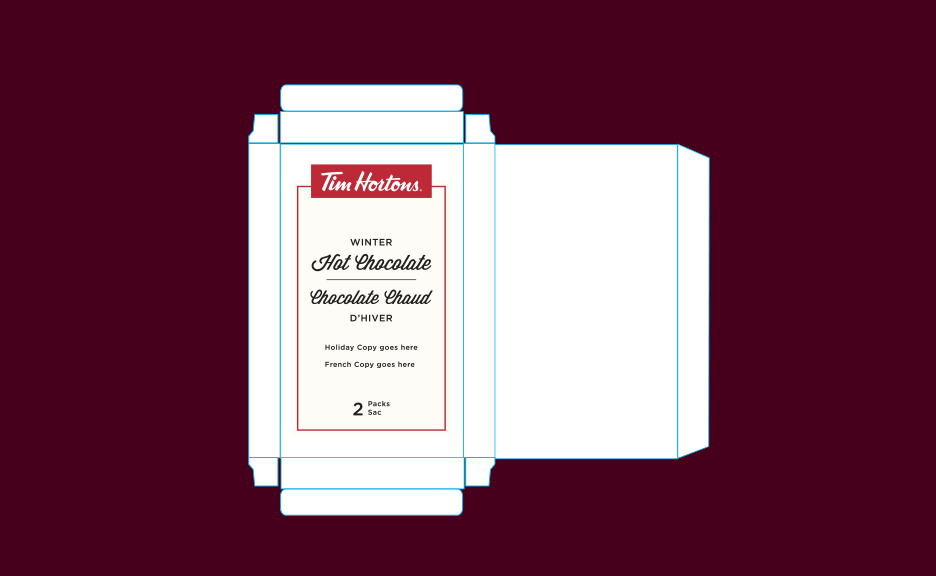 Tim Hortons.
WINTER
Hot Chocolate
Chocolate Chaud
D'HIVER
Holiday Copy goes here
French Copy goes here
2 Packs
Sac